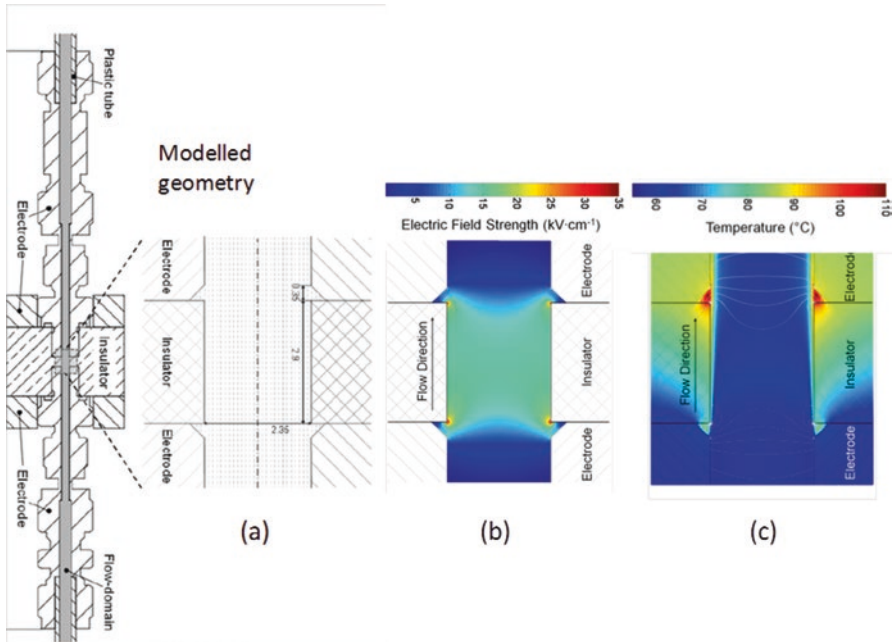 Plastic tube
Electrode
Electrode
Insulator
Electrode
Flow-domain
Modelled
geometry
Electrode
Insulator
Electrode
0.35
2.9
2.36
(a)
5
10
15
20
25
30
35
Electric Field Strength (kV·cm⁻¹)
Flow Direction
Electrode
Insulator
Electrode
(b)
60
70
80
90
100
110
Temperature (°C)
Flow Direction
Electrode
Insulator
Electrode
(c)